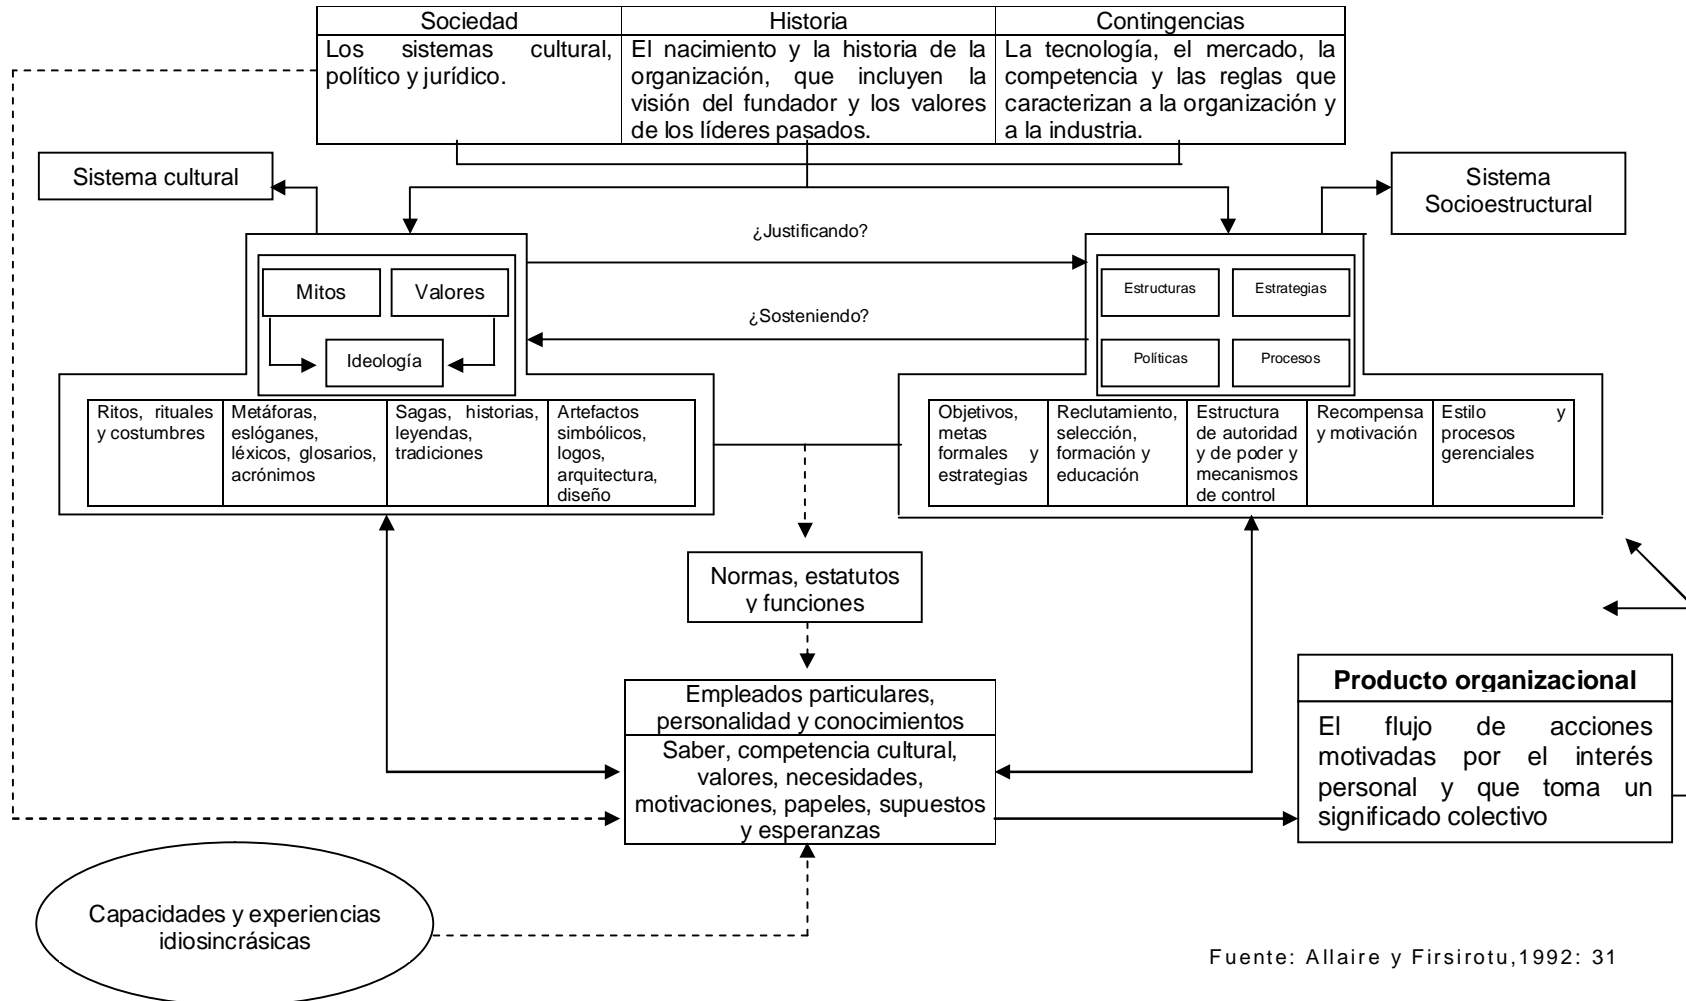 Sociedad
Historia
Contingencias
Los sistemas cultural,
político y jurídico.
El nacimiento y la historia de la
organización, que incluyen la
visión del fundador y los valores
de los líderes pasados.
La tecnología, el mercado, la
competencia y las reglas que
caracterizan a la organización y
a la industria.
Sistema cultural
Sistema
Socioestructural
¿Justificando?
Mitos
Valores
Ideología
¿Sosteniendo?
Estructuras
Estrategias
Políticas
Procesos
Ritos, rituales
y costumbres
Metáforas,
eslóganes,
léxicos, glosarios,
acrónimos
Sagas, historias,
leyendas,
tradiciones
Artefactos
simbólicos,
logos,
arquitectura,
diseño
Objetivos,
metas
formales y
estrategias
Reclutamiento,
selección,
formación y
educación
Estructura
de autoridad
y de poder y
mecanismos
de control
Recompensa
y motivación
Estilo y
procesos
gerenciales
Normas, estatutos
y funciones
Empleados particulares,
personalidad y conocimientos
Saber, competencia cultural,
valores, necesidades,
motivaciones, papeles, supuestos
y esperanzas
Producto organizacional
El flujo de acciones
motivadas por el interés
personal y que toma un
significado colectivo
Capacidades y experiencias
idiosincrásicas
Fuente: Allaire y Firsirotu,1992: 31